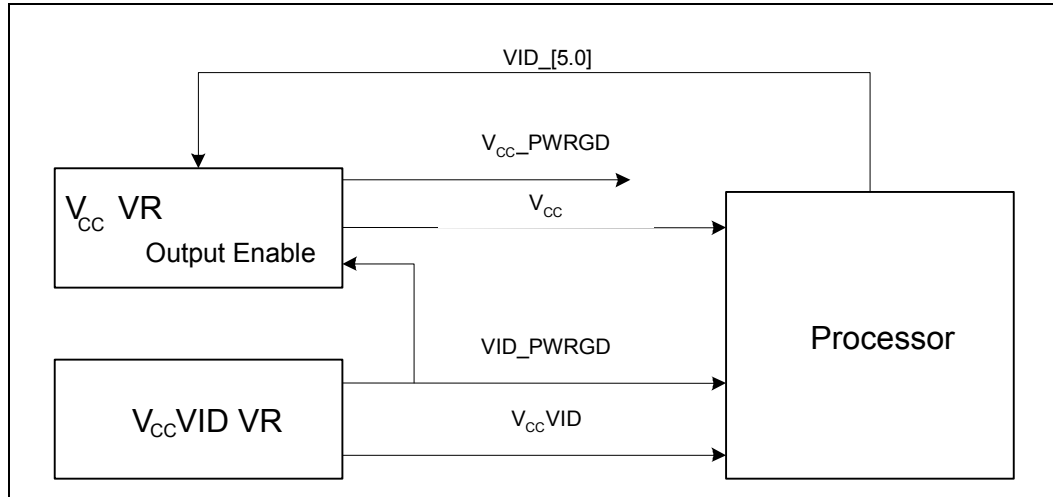 VID_[5.0]
VCC_PWRGD
VCC VR
VCC
Output Enable
Processor
VID_PWRGD
VCCVID VR
VCCVID